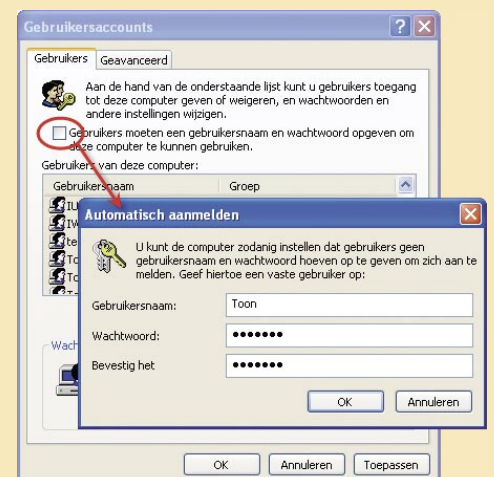 Gebruikersaccounts
Gebruikers Geavanceerd
Aan de hand van de onderstaande lijst kunt u gebruikers toegang
tot deze computer geven of weigeren, en wachtwoorden en
andere instellingen wijzigen.
Gebruikers moeten een gebruikersnaam en wachtwoord opgeven om
deze computer te kunnen gebruiken.
Gebruikers van deze computer:
Gebruikersnaam Groep
Automatisch aanmelden
U kunt de computer zodanig instellen dat gebruikers geen
gebruikersnaam en wachtwoord hoeven op te geven om zich aan te
melden. Geef hiertoe een vaste gebruiker op:
Gebruikersnaam: Toon
Wachtwoord: •••••••
Bevestig het •••••••
OK Annuleren
Wach
OK Annuleren Toepassen